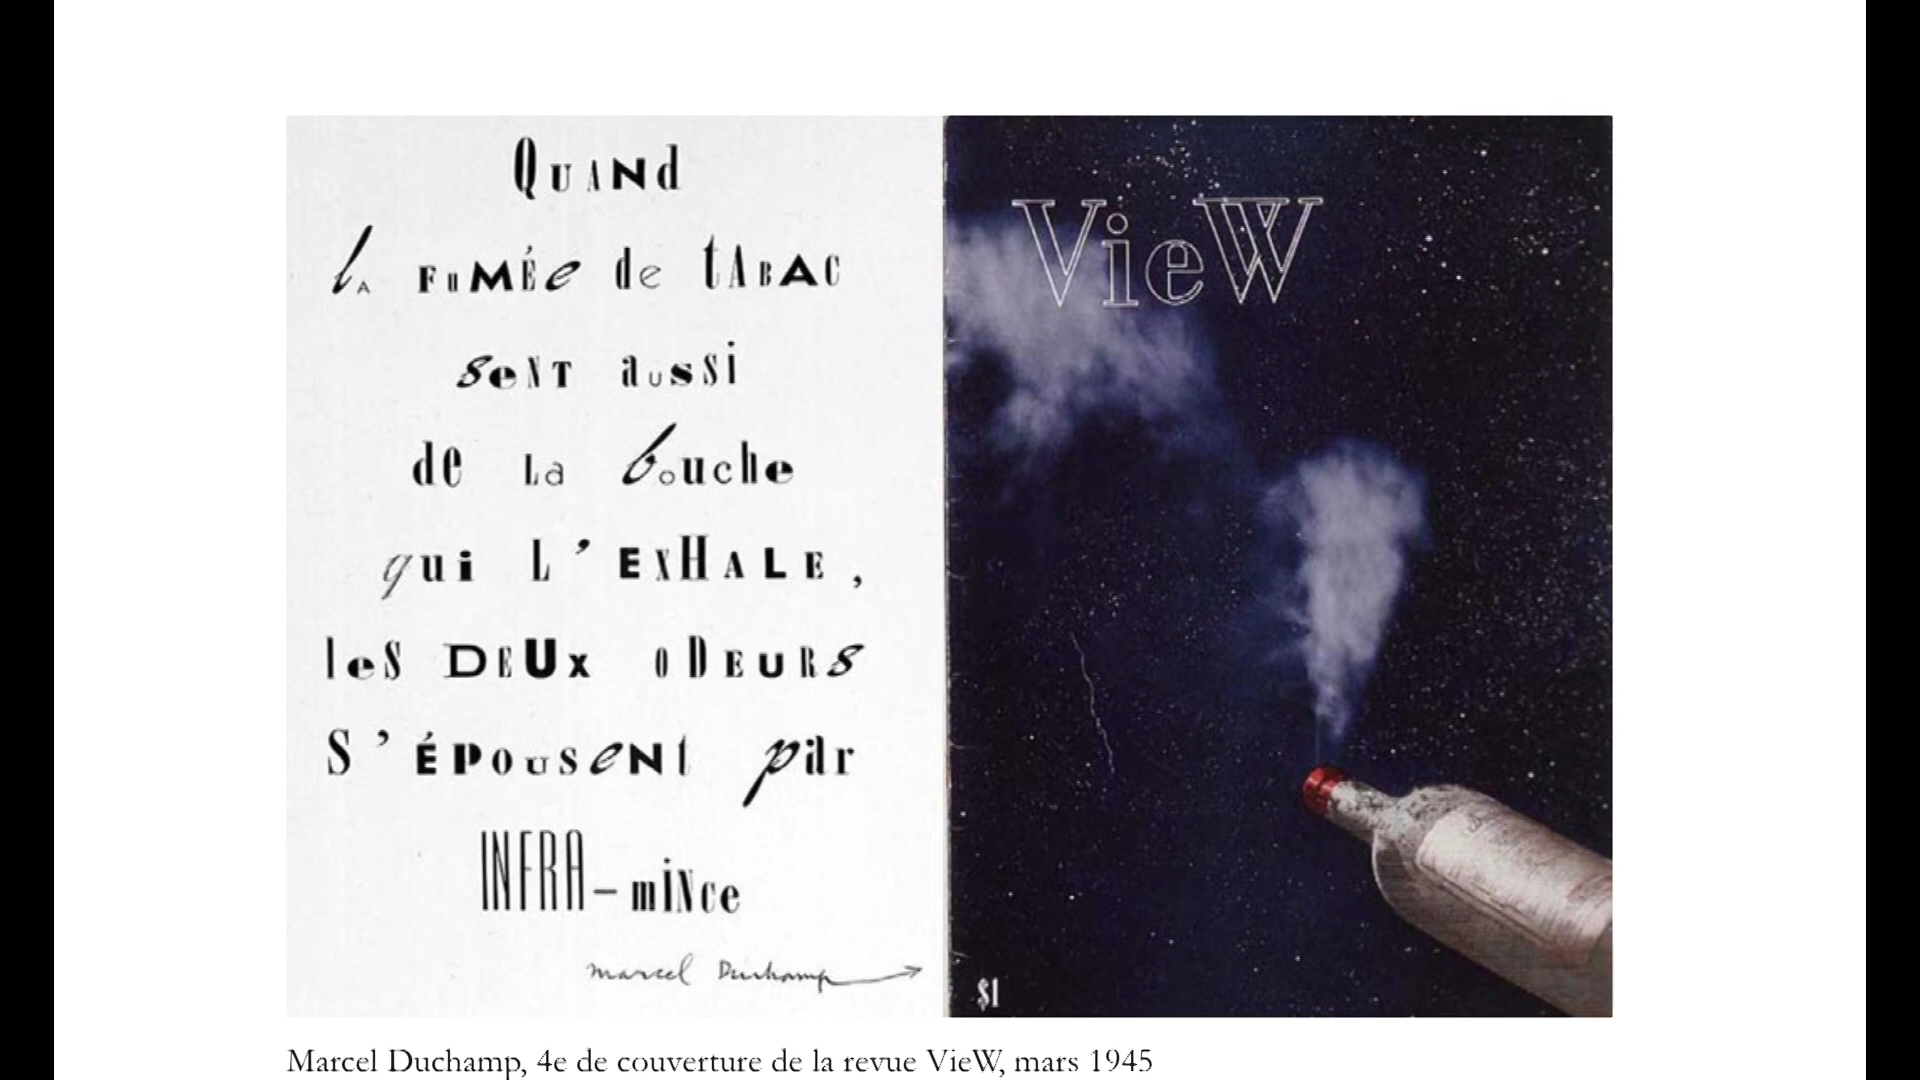 QUANd
lA FuMÉe de tABAC
seNT aUssi
de La bouche
qui L'EXHALE,
les DEUx ODEURS
S'ÉPOUSeNt par
INFRA-miNce
marcel Duchamp
VieW
$1
Marcel Duchamp, 4e de couverture de la revue VieW, mars 1945